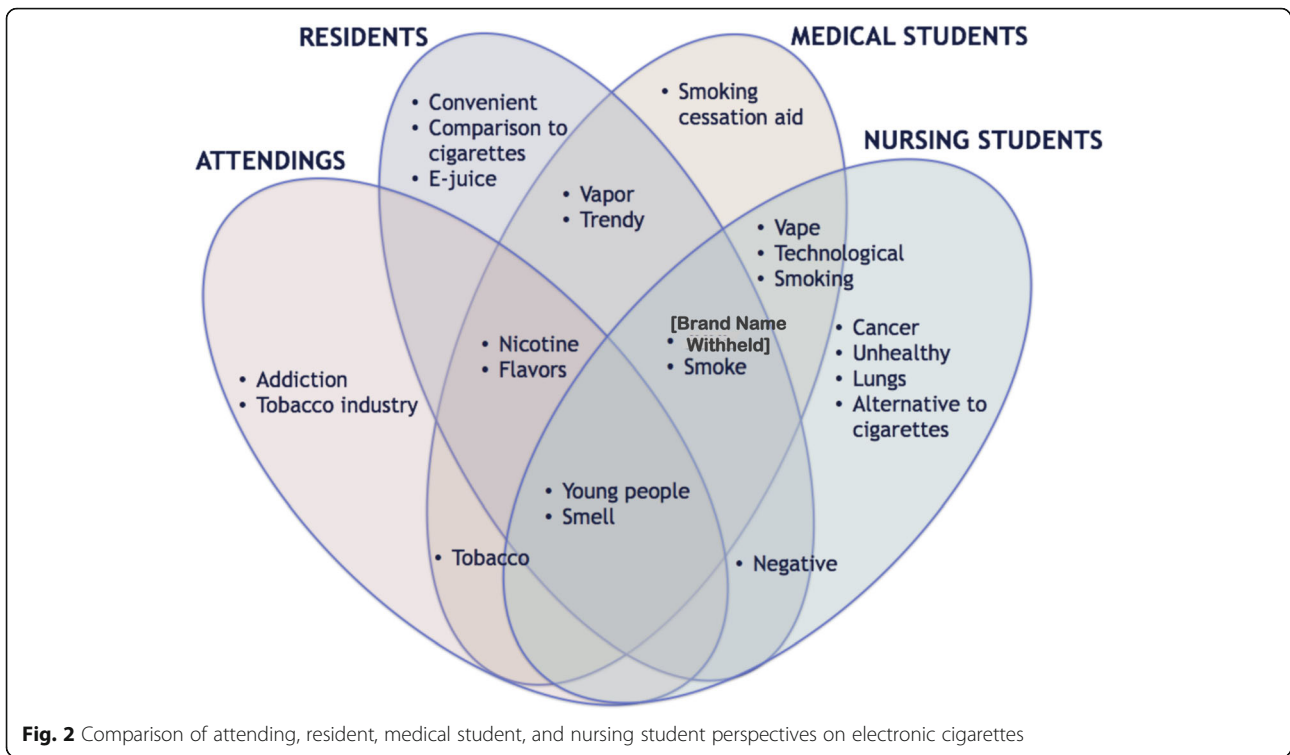 RESIDENTS
MEDICAL STUDENTS
• Convenient
• Comparison to
cigarettes
• E-juice
• Smoking
cessation aid
ATTENDINGS
NURSING STUDENTS
• Vapor
• Trendy
• Vape
• Technological
• Smoking
• Nicotine
• Flavors
[Brand Name
• Withheld]
• Smoke
• Cancer
• Unhealthy
• Lungs
• Alternative to
cigarettes
• Addiction
• Tobacco industry
• Young people
• Smell
• Tobacco
• Negative
Fig. 2 Comparison of attending, resident, medical student, and nursing student perspectives on electronic cigarettes